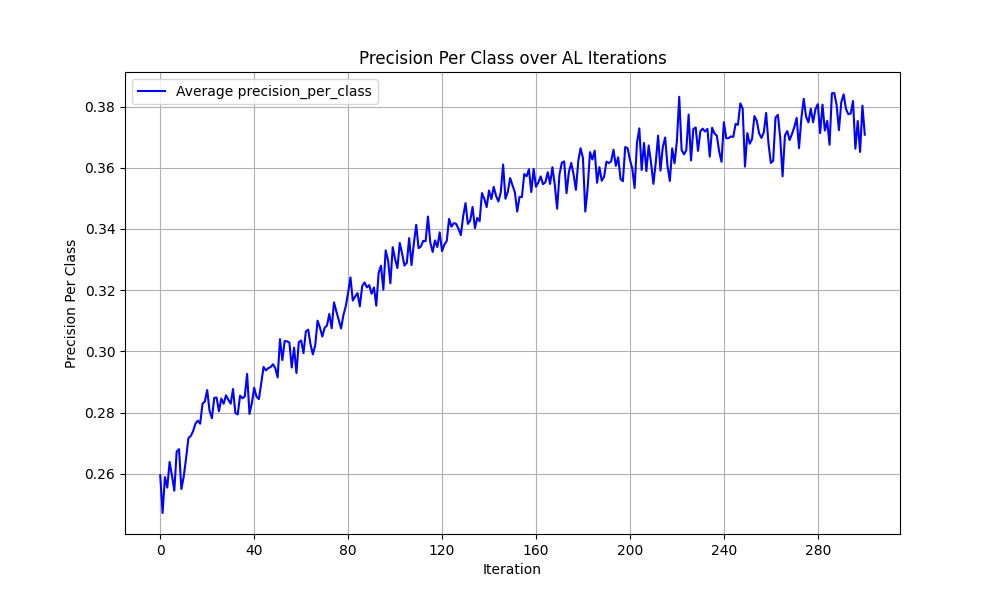 Precision Per Class over AL Iterations
Average precision_per_class
Precision Per Class
0.38
0.36
0.34
0.32
0.30
0.28
0.26
0 40 80 120 160 200 240 280
Iteration